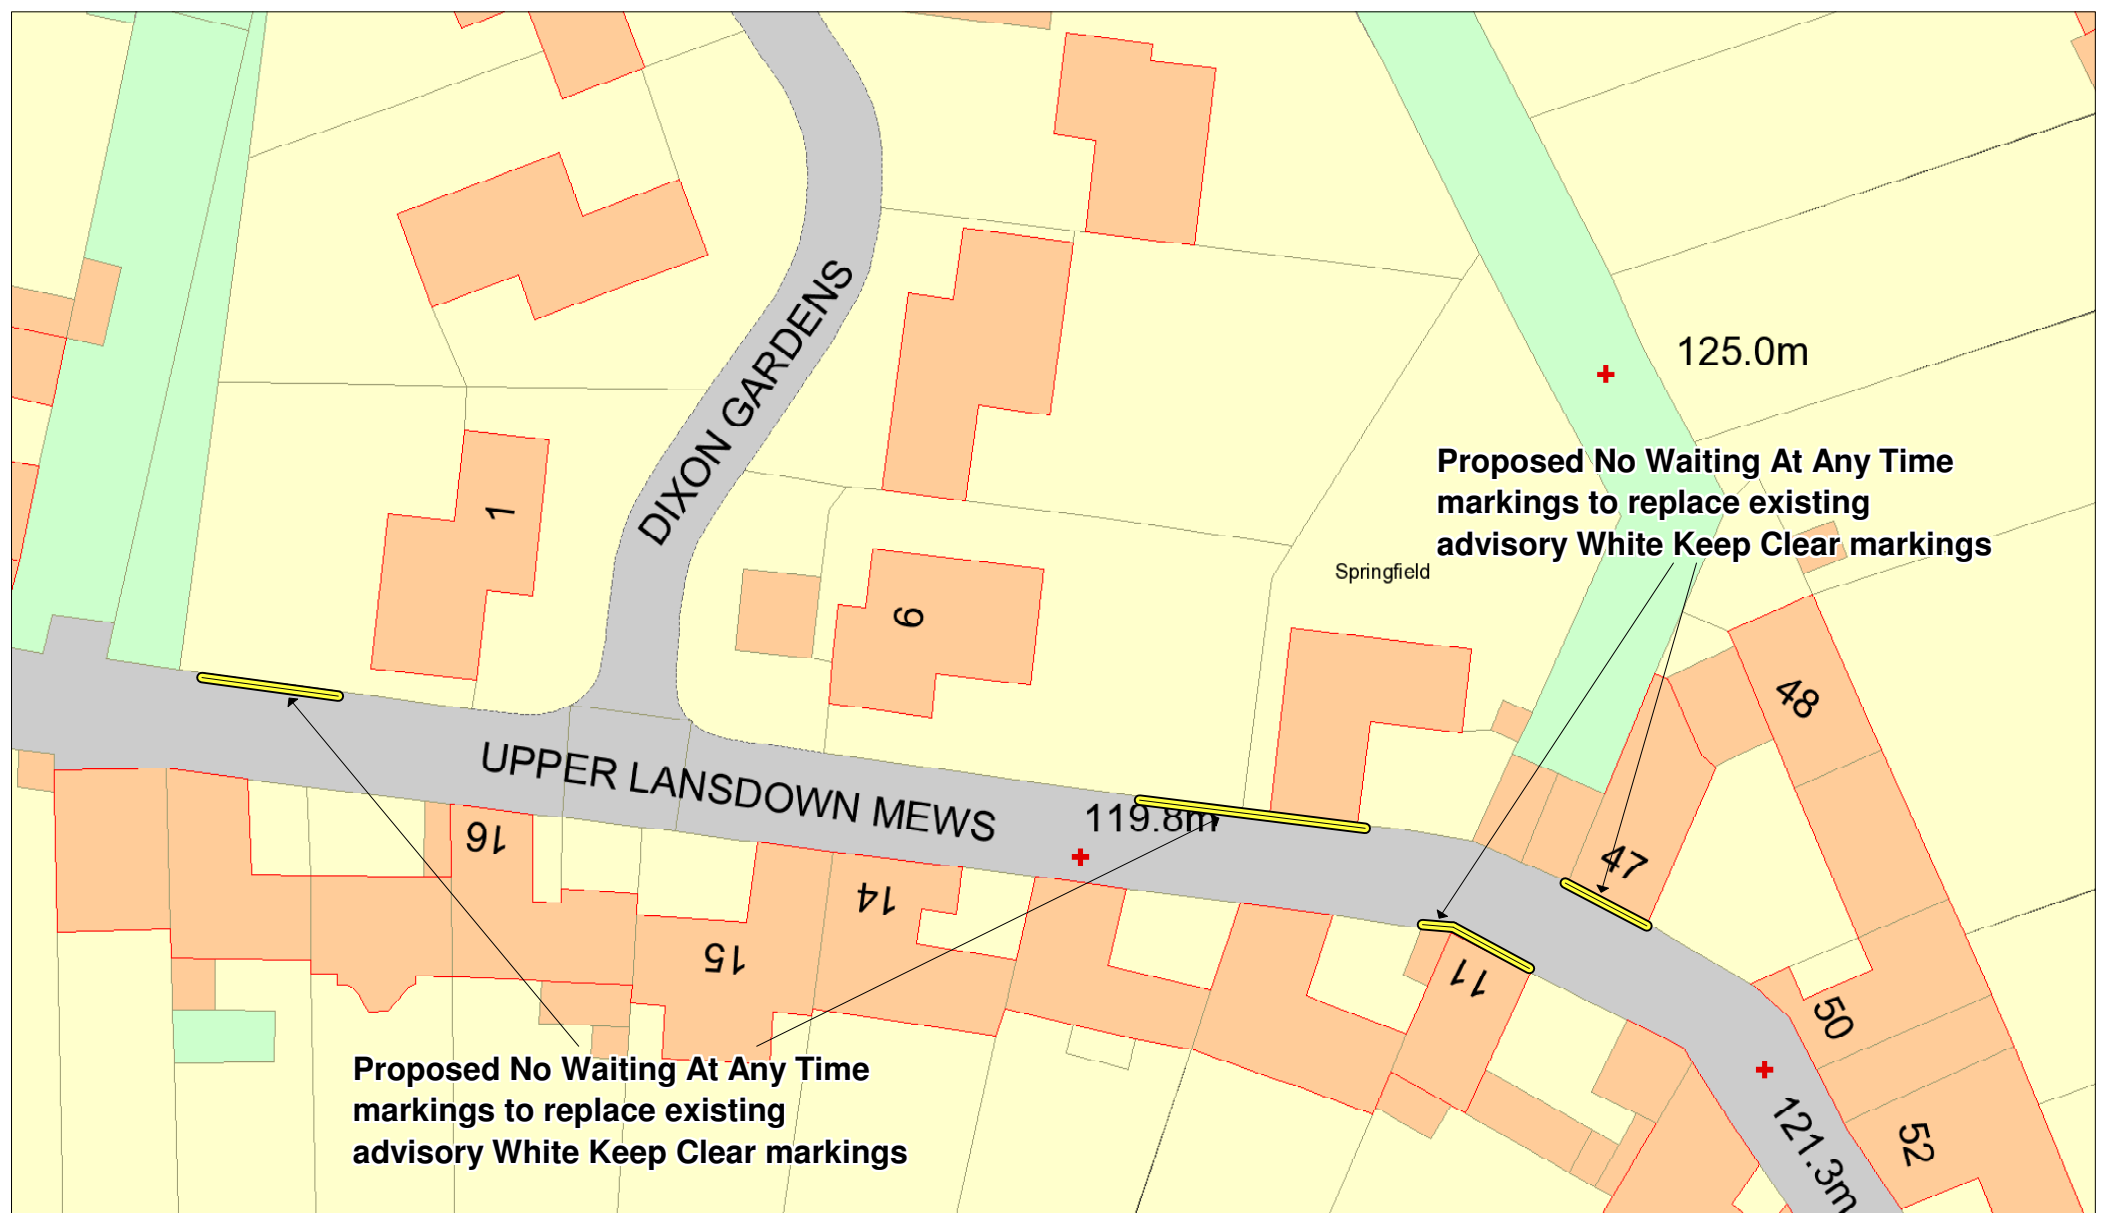 125.0m
DIXON GARDENS
Proposed No Waiting At Any Time
markings to replace existing
advisory White Keep Clear markings
1
Springfield
9
48
UPPER LANSDOWN MEWS
119.8m
16
47
14
15
11
50
Proposed No Waiting At Any Time
markings to replace existing
advisory White Keep Clear markings
121.3m
52